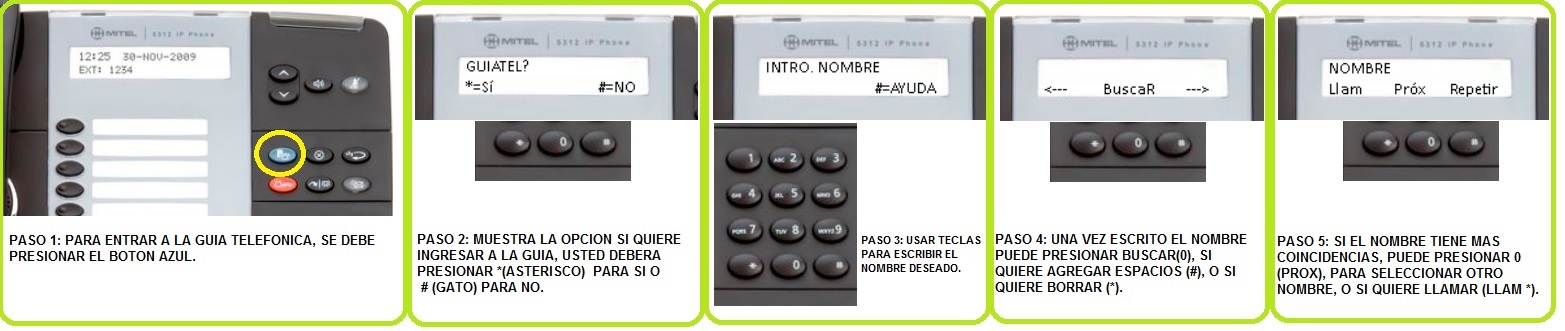 12:25 30-NOV-2009
EXT: 1234
PASO 1: PARA ENTRAR A LA GUIA TELEFONICA, SE DEBE
PRESIONAR EL BOTON AZUL.
MITEL | 5312 IP Phone
GUIATEL?
*=Sí #=NO
* 0 #
PASO 2: MUESTRA LA OPCION SI QUIERE
INGRESAR A LA GUIA, USTED DEBERA
PRESIONAR *(ASTERISCO) PARA SI O
# (GATO) PARA NO.
MITEL | 5312 IP Phone
INTRO. NOMBRE
#=AYUDA
1 ABC 2 DEF 3
GHI 4 JKL 5 MNO 6
PQRS 7 TUV 8 WXYZ 9
* 0 #
PASO 3: USAR TECLAS
PARA ESCRIBIR EL
NOMBRE DESEADO.
MITEL | 5312 IP Phone
<--- BuscaR --->
* 0 #
PASO 4: UNA VEZ ESCRITO EL NOMBRE
PUEDE PRESIONAR BUSCAR(0), SI
QUIERE AGREGAR ESPACIOS (#), O SI
QUIERE BORRAR (*).
MITEL | 5312 IP Phone
NOMBRE
Llam Próx Repetir
* 0 #
PASO 5: SI EL NOMBRE TIENE MAS
COINCIDENCIAS, PUEDE PRESIONAR 0
(PROX), PARA SELECCIONAR OTRO
NOMBRE, O SI QUIERE LLAMAR (LLAM *).